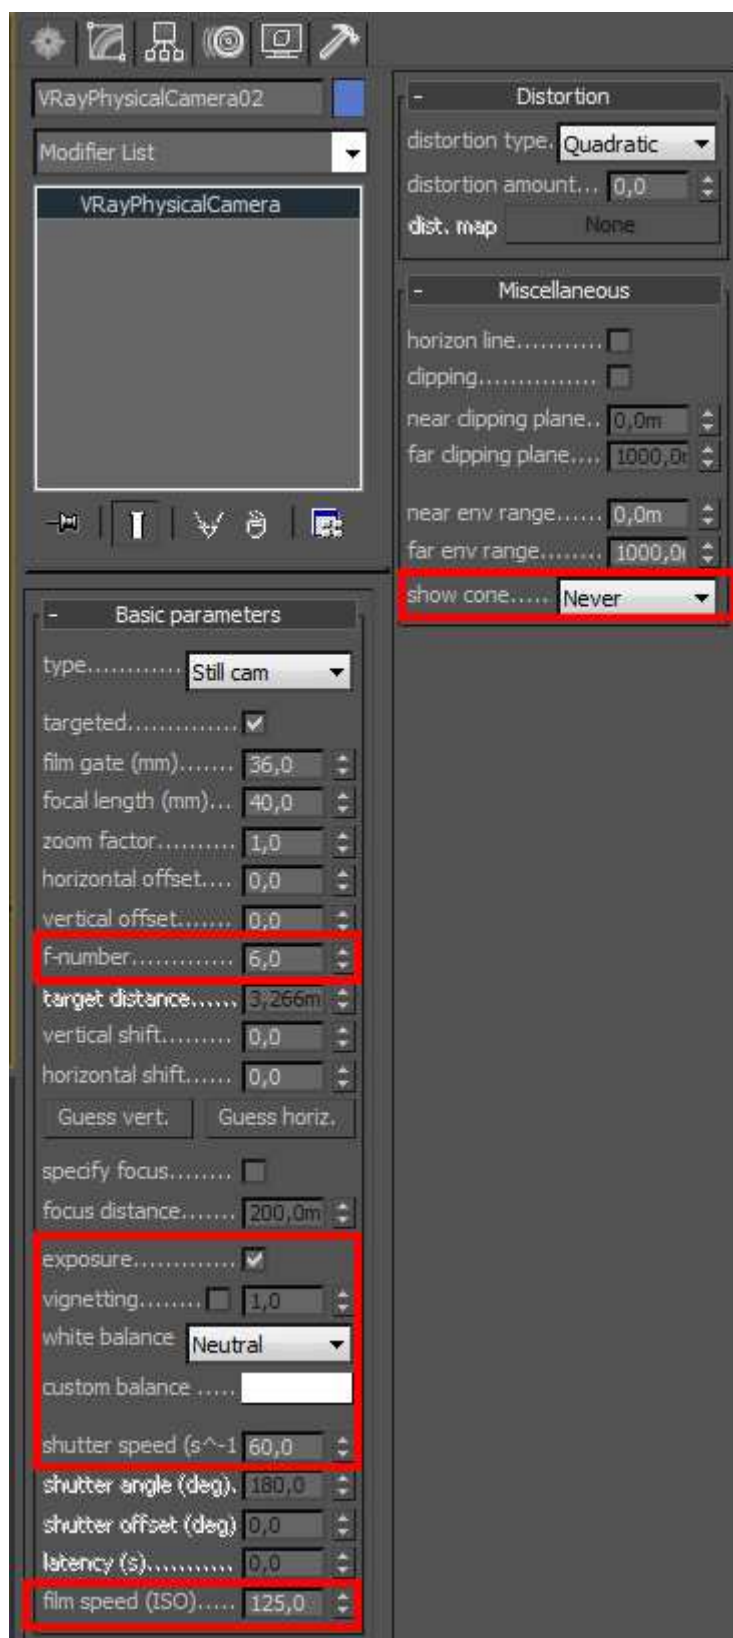 VRayPhysicalCamera02
Modifier List
VRayPhysicalCamera
- Basic parameters
type............ Still cam
targeted..............
film gate (mm)....... 36,0
focal length (mm)... 40,0
zoom factor.......... 1,0
horizontal offset.... 0,0
vertical offset....... 0,0
f-number............. 6,0
target distance...... 3,266m
vertical shift......... 0,0
horizontal shift...... 0,0
Guess vert. Guess horiz.
specify focus........
focus distance....... 200,0m
exposure.............
vignetting........ 1,0
white balance Neutral
custom balance .....
shutter speed (s^-1 60,0
shutter angle (deg). 180,0
shutter offset (deg) 0,0
latency (s)........... 0,0
film speed (ISO)..... 125,0
- Distortion
distortion type. Quadratic
distortion amount... 0,0
dist. map None
- Miscellaneous
horizon line...........
clipping...............
near clipping plane.. 0,0m
far clipping plane.... 1000,0
near env range...... 0,0m
far env range........ 1000,0
show cone..... Never